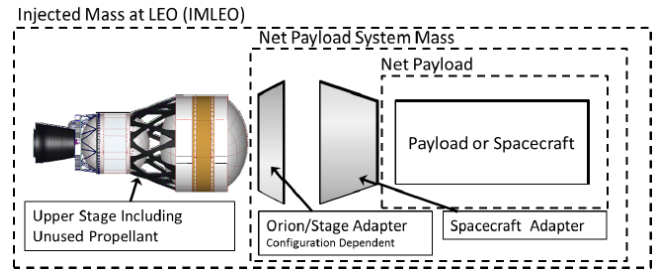 Injected Mass at LEO (IMLEO)
Net Payload System Mass
Net Payload
Payload or Spacecraft
Upper Stage Including
Unused Propellant
Orion/Stage Adapter
Configuration Dependent
Spacecraft Adapter